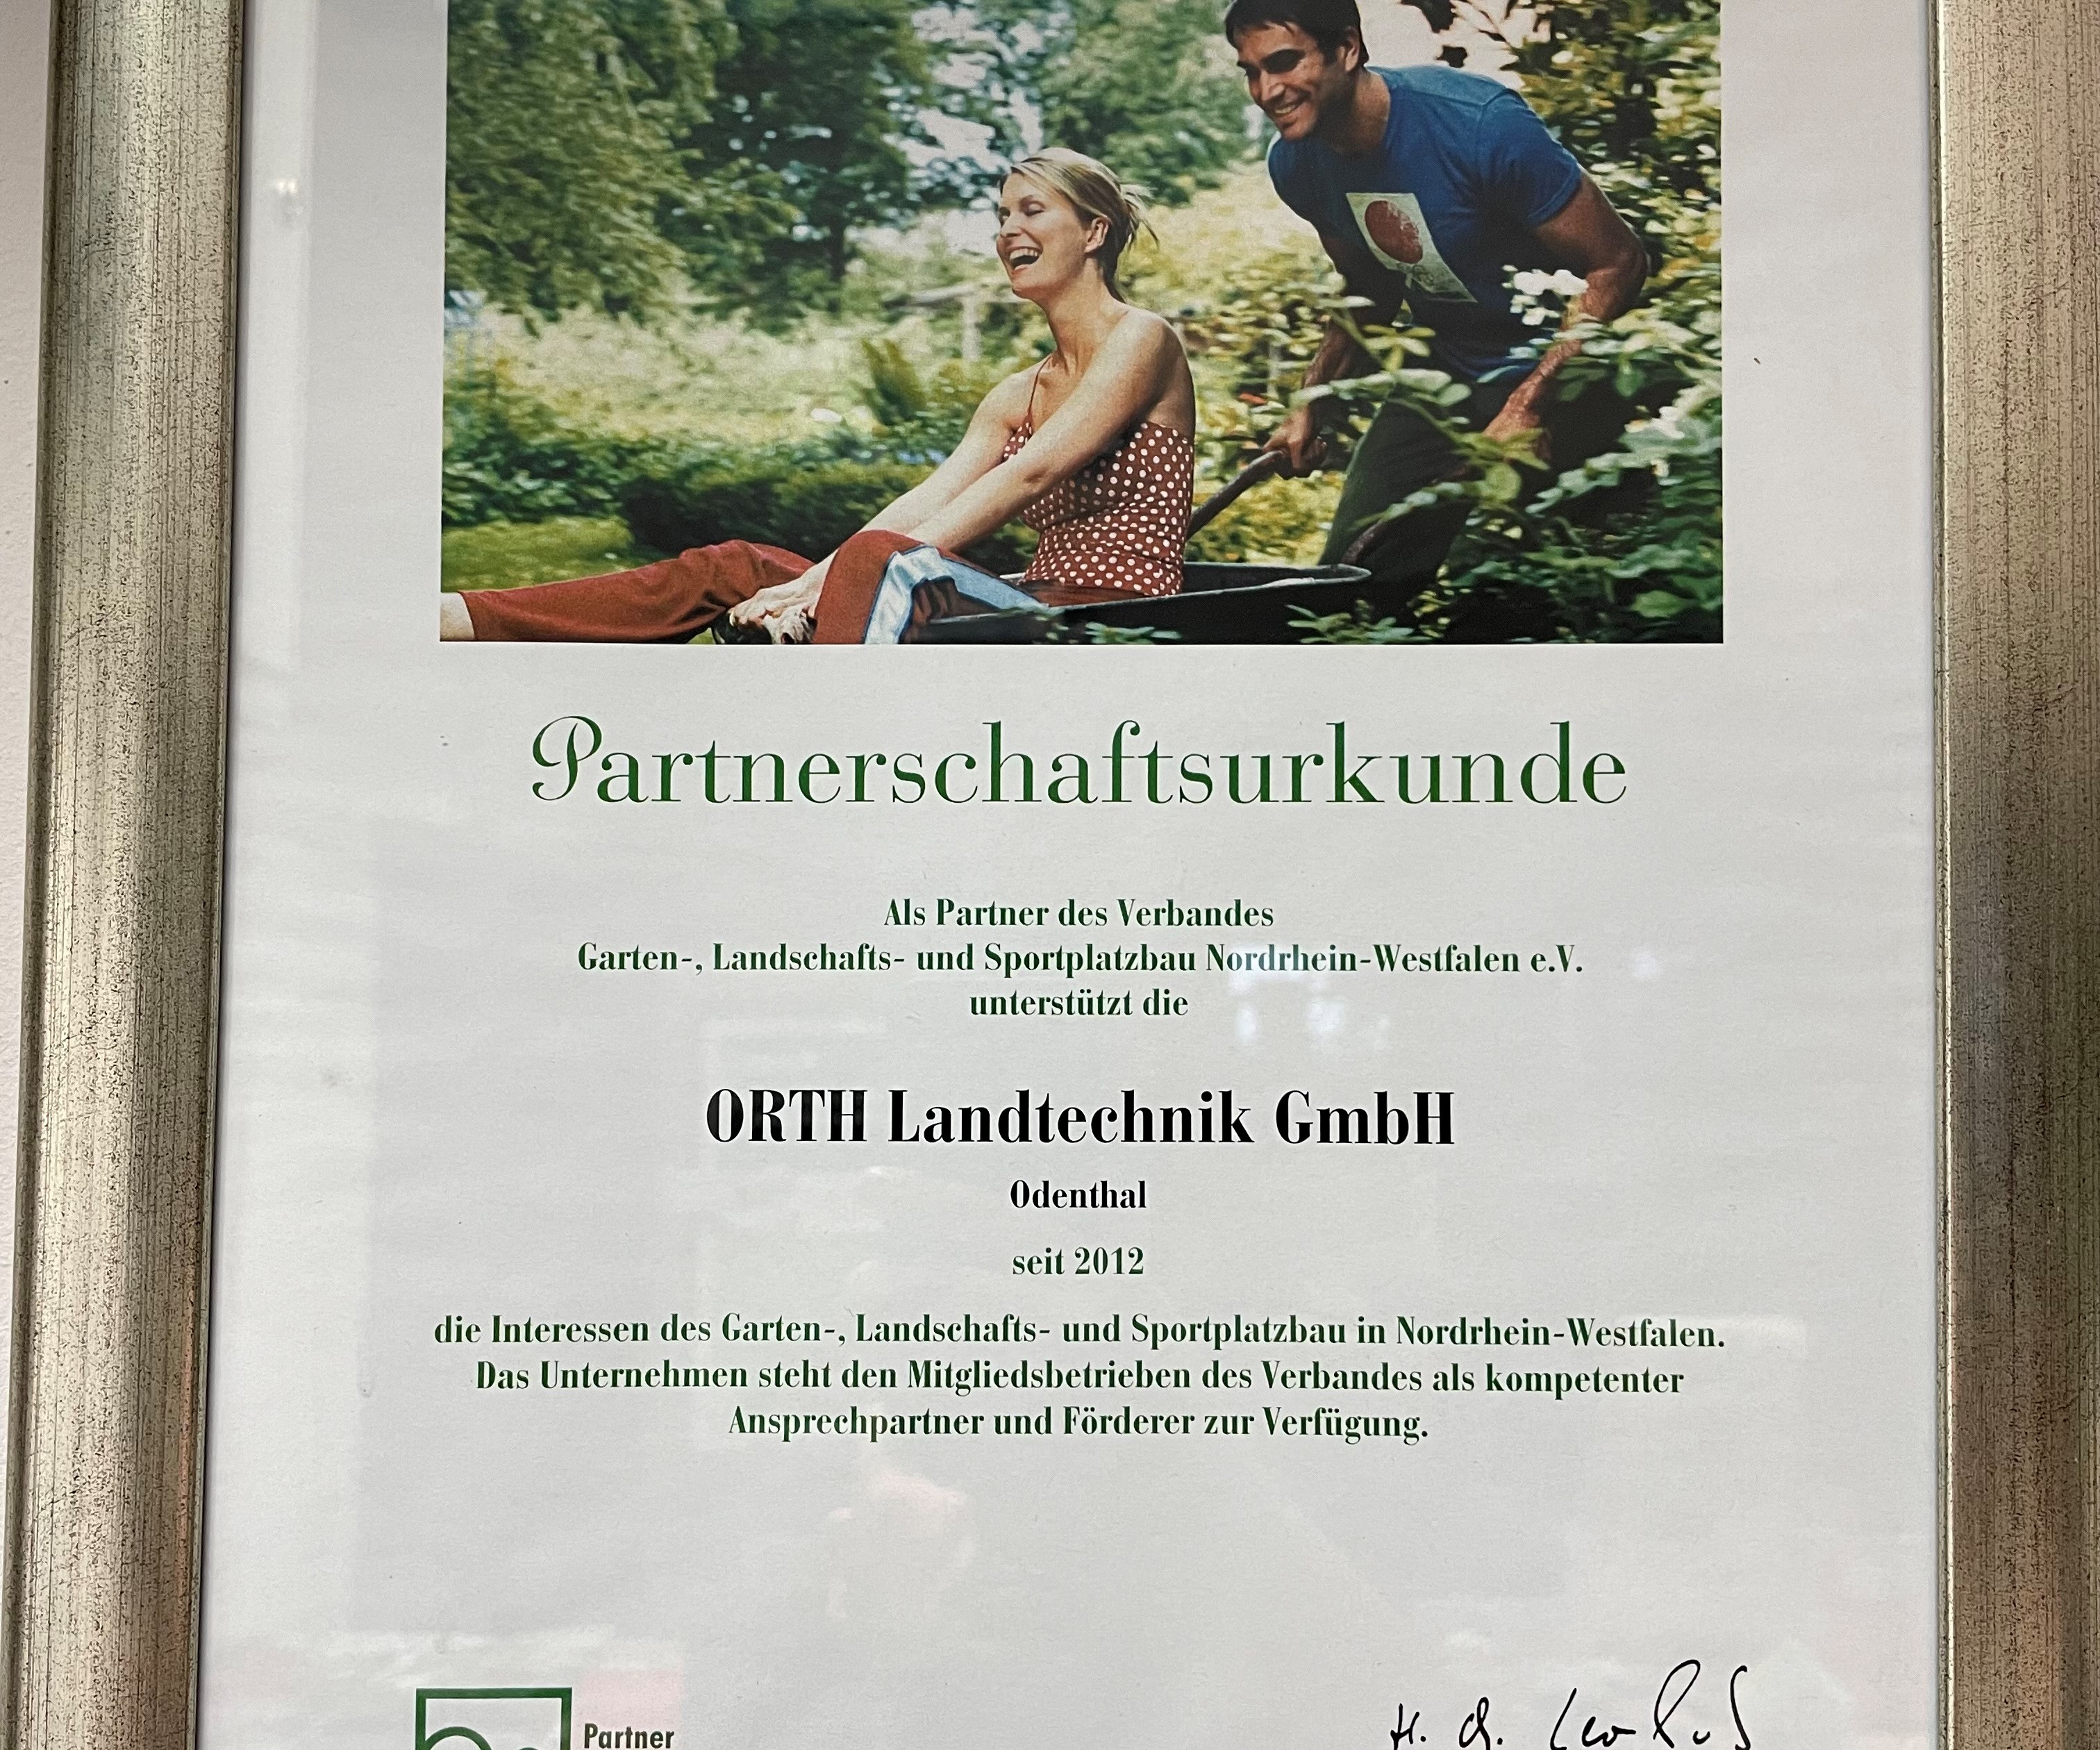 Partnerschaftsurkunde
Als Partner des Verbandes
Garten-, Landschafts- und Sportplatzbau Nordrhein-Westfalen e.V.
unterstützt die
ORTH Landtechnik GmbH
Odenthal
seit 2012
die Interessen des Garten-, Landschafts- und Sportplatzbau in Nordrhein-Westfalen.
Das Unternehmen steht den Mitgliedsbetrieben des Verbandes als kompetenter
Ansprechpartner und Förderer zur Verfügung.
Partner